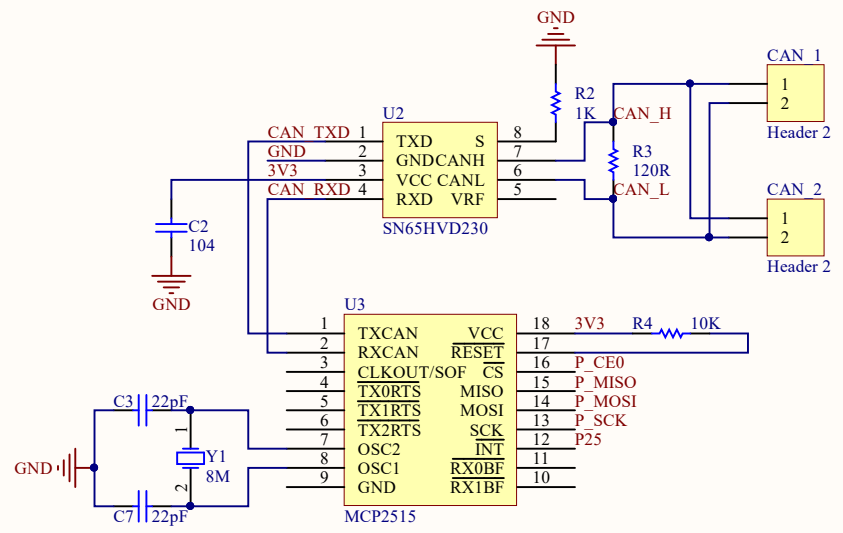 GND
CAN_1
1
2
Header 2
R2
1K
CAN_H
R3
120R
CAN_L
CAN_2
1
2
Header 2
U2
CAN_TXD 1 TXD S 8
GND 2 GND CANH 7
3V3 3 VCC CANL 6
CAN_RXD 4 RXD VRF 5
SN65HVD230
C2
104
GND
U3
1 TXCAN VCC 18 3V3 R4 10K
2 RXCAN RESET 17
3 CLKOUT/SOF CS 16 P_CE0
4 TX0RTS MISO 15 P_MISO
5 TX1RTS MOSI 14 P_MOSI
6 TX2RTS SCK 13 P_SCK
7 OSC2 INT 12 P25
8 OSC1 RX0BF 11
9 GND RX1BF 10
MCP2515
C3 22pF
1
GND
Y1
8M
2
C7 22pF